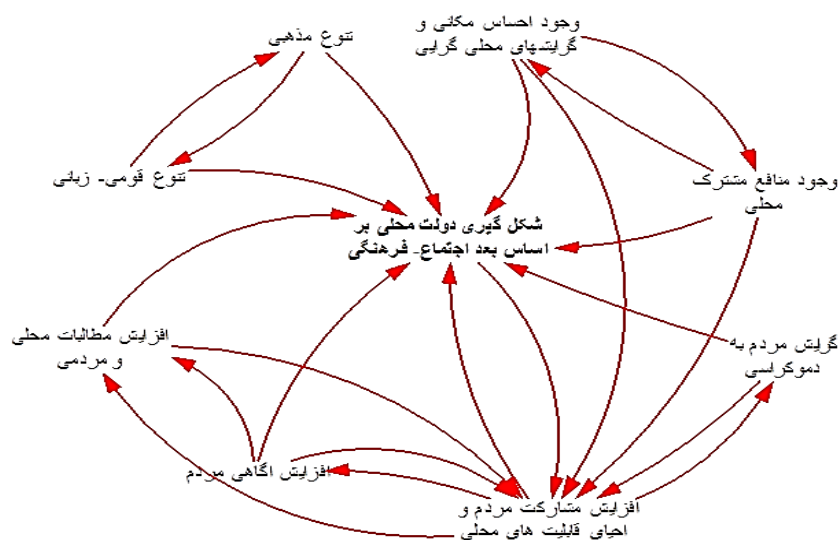 وجود احساس مکانی و
گرایشهای محلی گرایی
تنوع مذهبی
تنوع قومی- زبانی
وجود منافع مشترک
محلی
شکل گیری دولت محلی بر
اساس بعد اجتماع- فرهنگی
افزایش مطالبات محلی
و مردمی
گرایش مردم به
دموکراسی
افزایش اگاهی مردم
افزایش مشارکت مردم و
احیای قابلیت های محلی